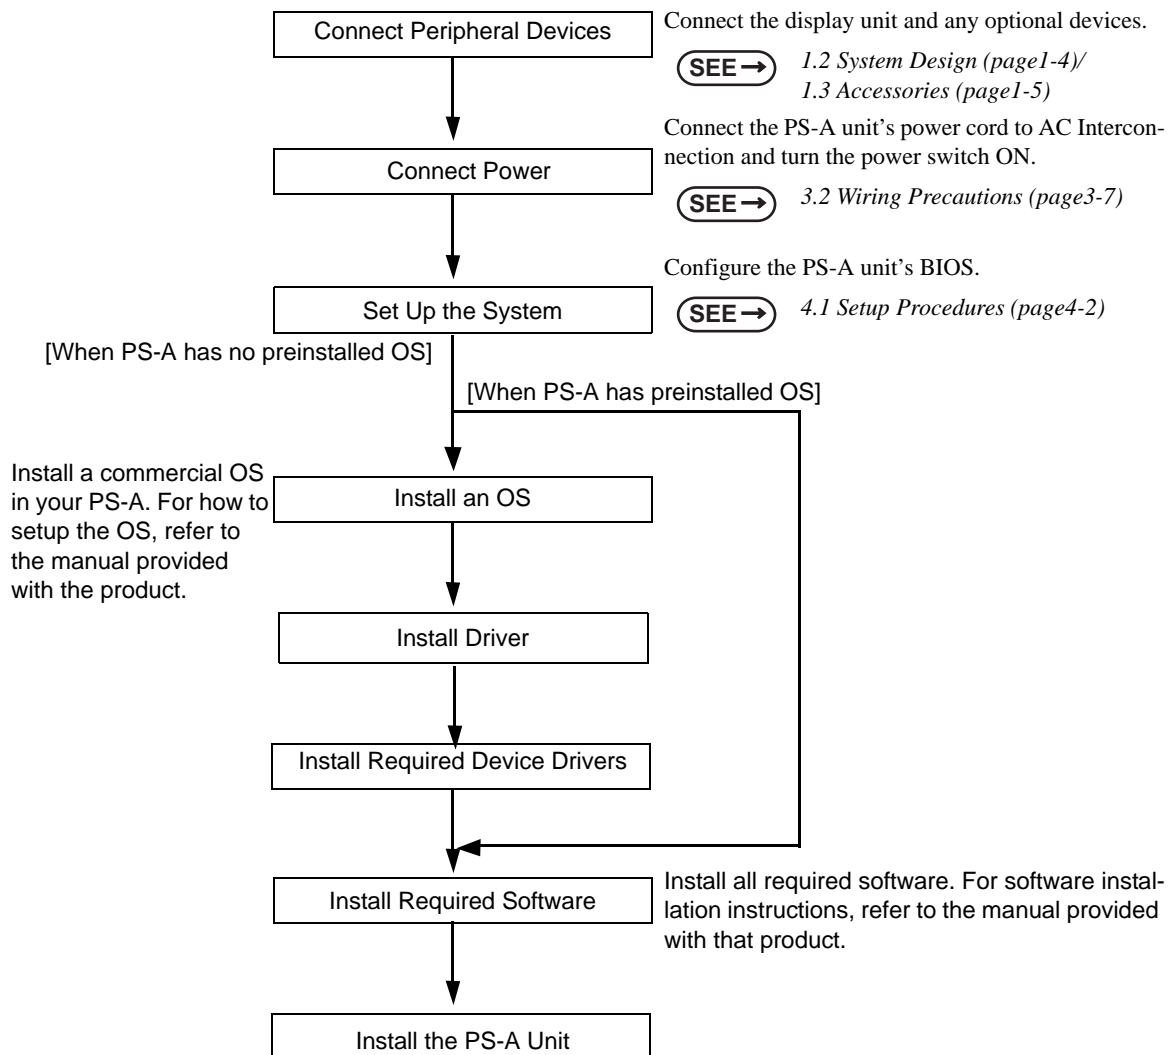 Connect Peripheral Devices
Connect the display unit and any optional devices.
SEE→
1.2 System Design (page1-4)/
1.3 Accessories (page1-5)
Connect the PS-A unit's power cord to AC Intercon-
nection and turn the power switch ON.
Connect Power
SEE→
3.2 Wiring Precautions (page3-7)
Configure the PS-A unit's BIOS.
Set Up the System
SEE→
4.1 Setup Procedures (page4-2)
[When PS-A has no preinstalled OS]
[When PS-A has preinstalled OS]
Install a commercial OS
in your PS-A. For how to
setup the OS, refer to
the manual provided
with the product.
Install an OS
Install Driver
Install Required Device Drivers
Install Required Software
Install all required software. For software instal-
lation instructions, refer to the manual provided
with that product.
Install the PS-A Unit